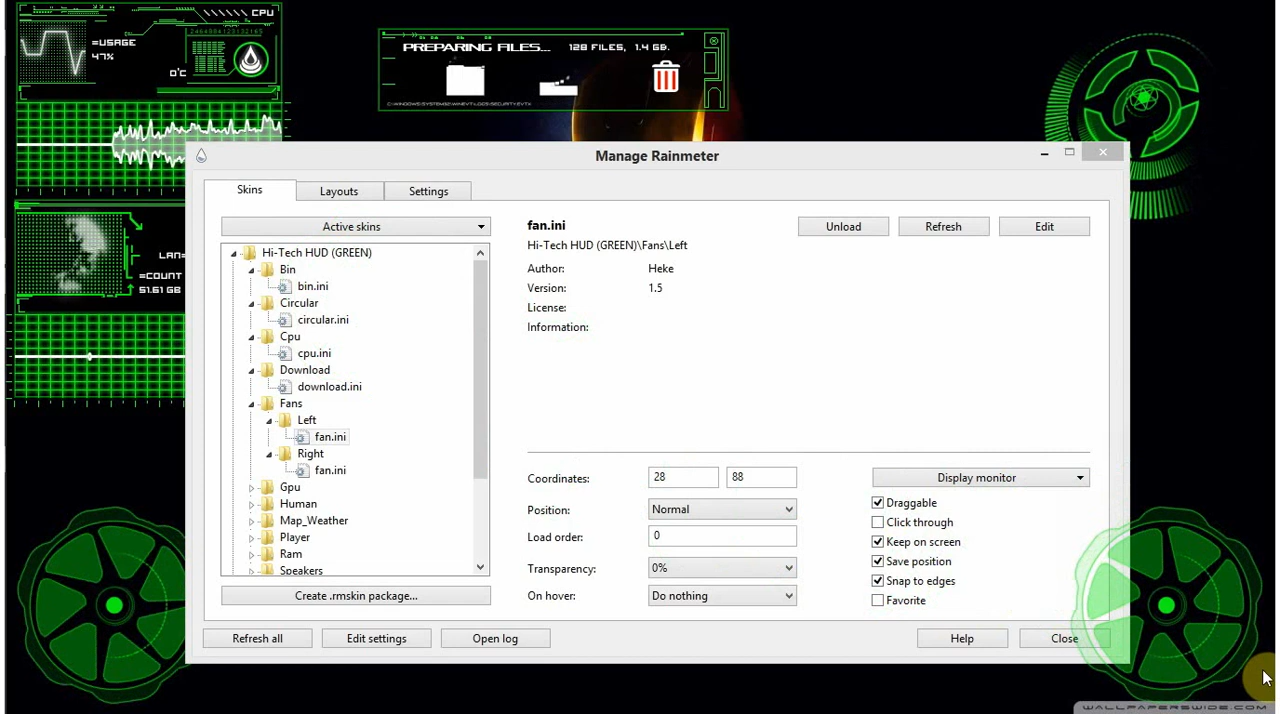 CPU
2464884123132165
=USAGE
47%
0'C
PREPARING FILES... 128 FILES, 1.4 GB.
C:\WINDOWS\SYSTEM32\WINEVT\LOGS\SECURITY.EVTX
Manage Rainmeter
Skins
Layouts
Settings
Active skins
Hi-Tech HUD (GREEN)
Bin
bin.ini
Circular
circular.ini
Cpu
cpu.ini
Download
download.ini
Fans
Left
fan.ini
Right
fan.ini
Gpu
Human
Map_Weather
Player
Ram
Speakers
Create .rmskin package...
fan.ini
Hi-Tech HUD (GREEN)\Fans\Left
Author: Heke
Version: 1.5
License:
Information:
Unload
Refresh
Edit
Coordinates: 28 88
Position: Normal
Load order: 0
Transparency: 0%
On hover: Do nothing
Display monitor
Draggable
Click through
Keep on screen
Save position
Snap to edges
Favorite
Refresh all
Edit settings
Open log
Help
Close
LAN=
=COUNT
51.61 GB
WALLPAPERSWIDE.COM